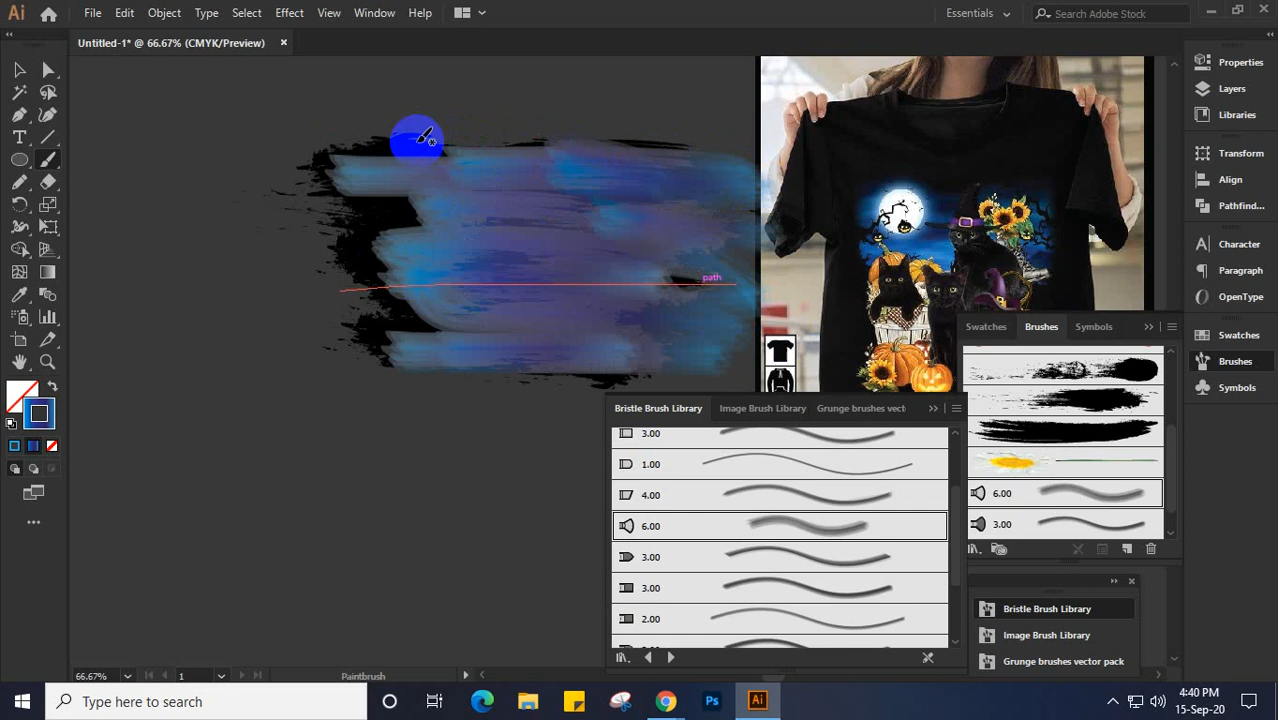 Ai File Edit Object Type Select Effect View Window Help Essentials Search Adobe Stock
Untitled-1* @ 66.67% (CMYK/Preview)
Properties
Layers
Libraries
Transform
Align
Pathfind...
Character
Paragraph
OpenType
Swatches
Brushes
Symbols
path
Swatches Brushes Symbols
6.00
3.00
Bristle Brush Library Image Brush Library Grunge brushes vect
3.00
1.00
4.00
6.00
3.00
3.00
2.00
Bristle Brush Library
Image Brush Library
Grunge brushes vector pack
66.67% 1 Paintbrush
Type here to search
Ps Ai
4:40 PM
15-Sep-20